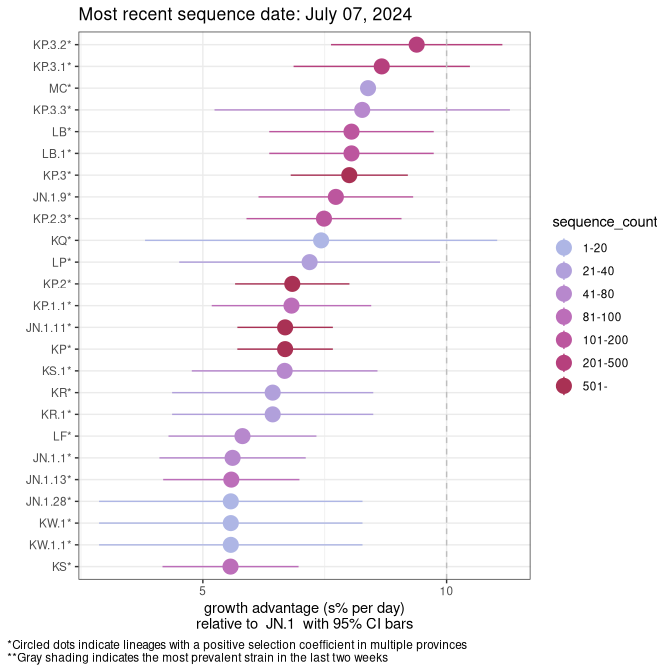 Most recent sequence date: July 07, 2024
KP.3.2*
KP.3.1*
MC*
KP.3.3*
LB*
LB.1*
KP.3*
JN.1.9*
KP.2.3*
KQ*
LP*
KP.2*
KP.1.1*
JN.1.11*
KP*
KS.1*
KR*
KR.1*
LF*
JN.1.1*
JN.1.13*
JN.1.28*
KW.1*
KW.1.1*
KS*
5 10
growth advantage (s% per day)
relative to JN.1 with 95% CI bars
sequence_count
1-20
21-40
41-80
81-100
101-200
201-500
501-
*Circled dots indicate lineages with a positive selection coefficient in multiple provinces
**Gray shading indicates the most prevalent strain in the last two weeks